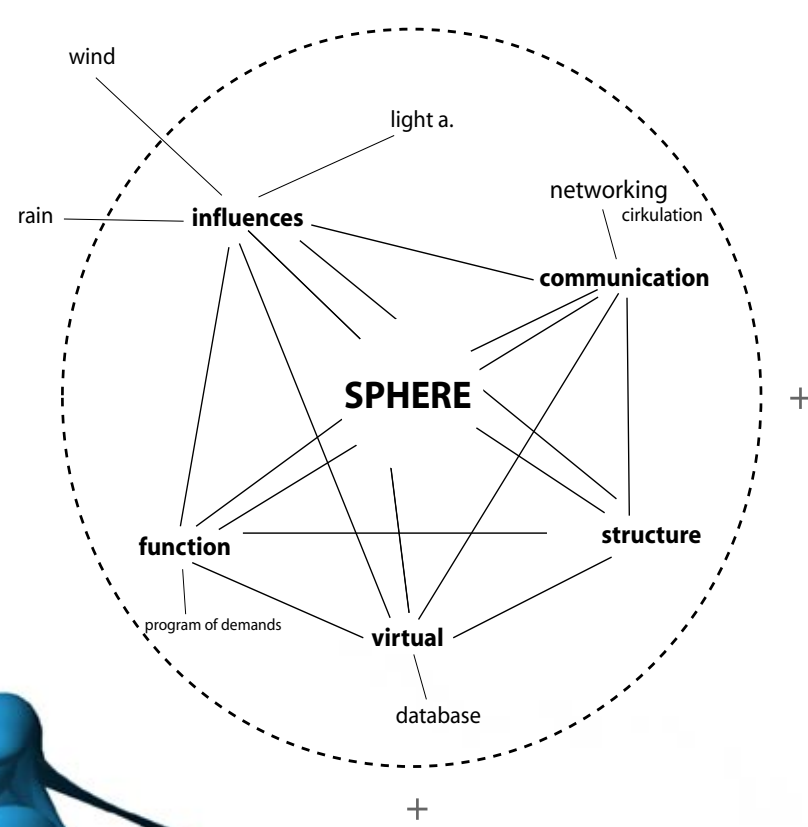 wind
light a.
networking
cirkulation
rain
influences
communication
SPHERE
+
structure
function
program of demands
virtual
database
+